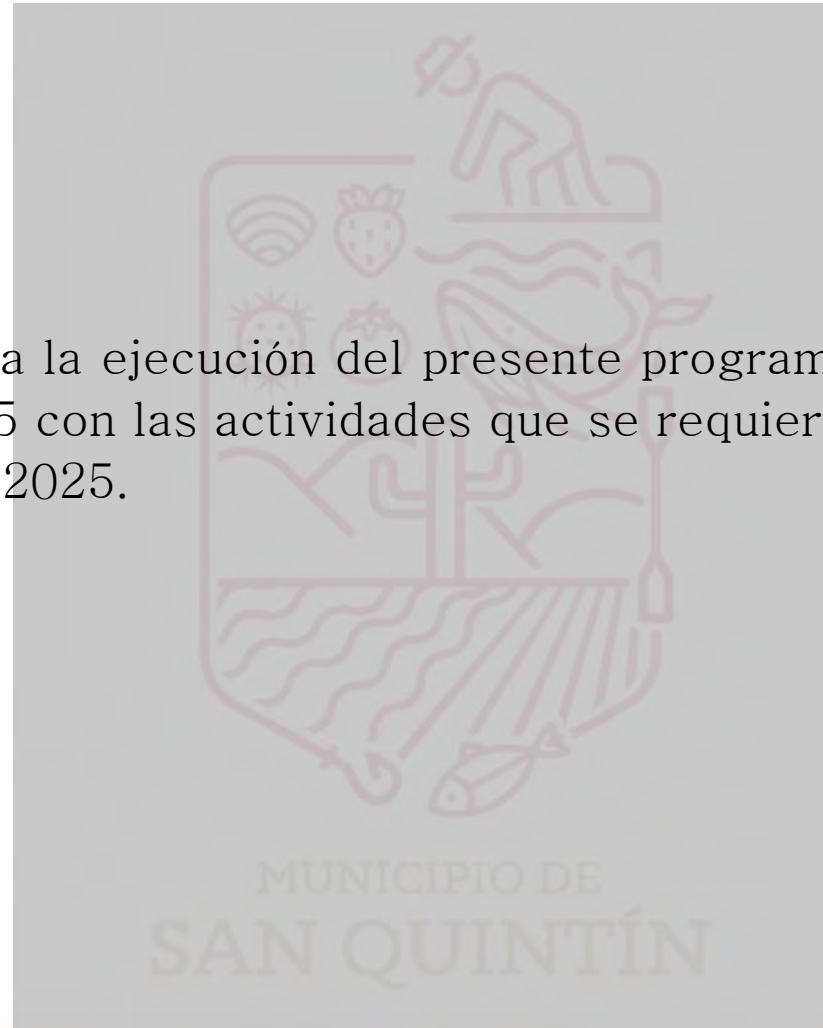 a la ejecución del presente program
5 con las actividades que se requier
2025.
MUNICIPIO DE
SAN QUINTÍN